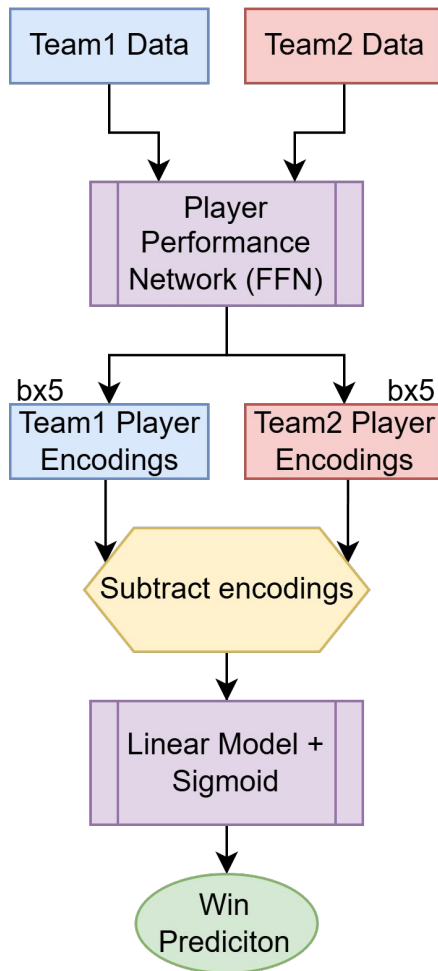 Team1 Data
Team2 Data
Player
Performance
Network (FFN)
bx5
bx5
Team1 Player
Encodings
Team2 Player
Encodings
Subtract encodings
Linear Model +
Sigmoid
Win
Prediciton